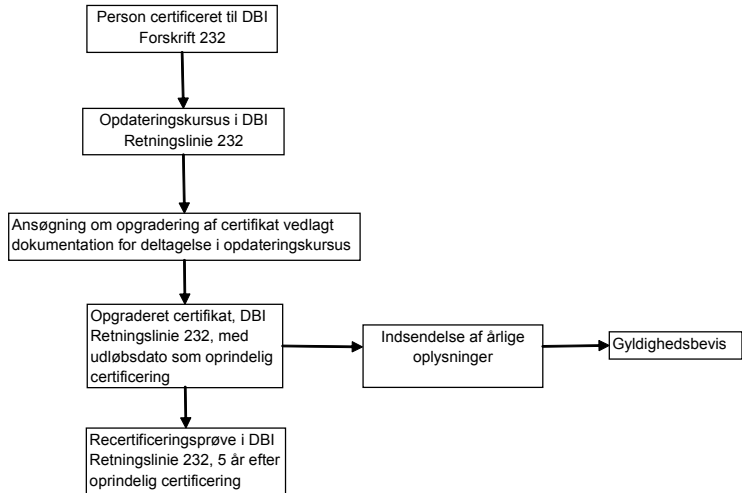 Person certificeret til DBI
Forskrift 232
Opdateringskursus i DBI
Retningslinie 232
Ansøgning om opgradering af certifikat vedlagt
dokumentation for deltagelse i opdateringskursus
Opgraderet certifikat, DBI
Retningslinie 232, med
udløbsdato som oprindelig
certificering
Indsendelse af årlige
oplysninger
Gyldighedsbevis
Recertificeringsprøve i DBI
Retningslinie 232, 5 år efter
oprindelig certificering